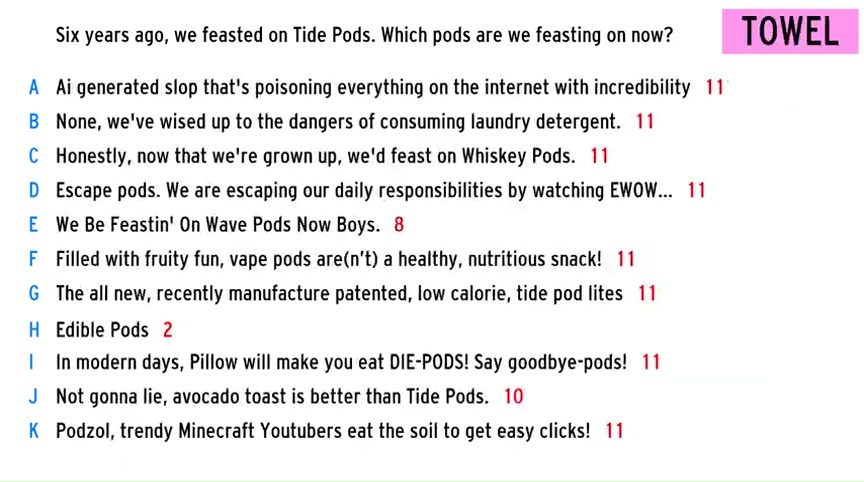 Six years ago, we feasted on Tide Pods. Which pods are we feasting on now?
TOWEL
A Ai generated slop that's poisoning everything on the internet with incredibility 11
B None, we've wised up to the dangers of consuming laundry detergent. 11
C Honestly, now that we're grown up, we'd feast on Whiskey Pods. 11
D Escape pods. We are escaping our daily responsibilities by watching EWOW... 11
E We Be Feastin' On Wave Pods Now Boys. 8
F Filled with fruity fun, vape pods are(n't) a healthy, nutritious snack! 11
G The all new, recently manufacture patented, low calorie, tide pod lites 11
H Edible Pods 2
I In modern days, Pillow will make you eat DIE-PODS! Say goodbye-pods! 11
J Not gonna lie, avocado toast is better than Tide Pods. 10
K Podzol, trendy Minecraft Youtubers eat the soil to get easy clicks! 11